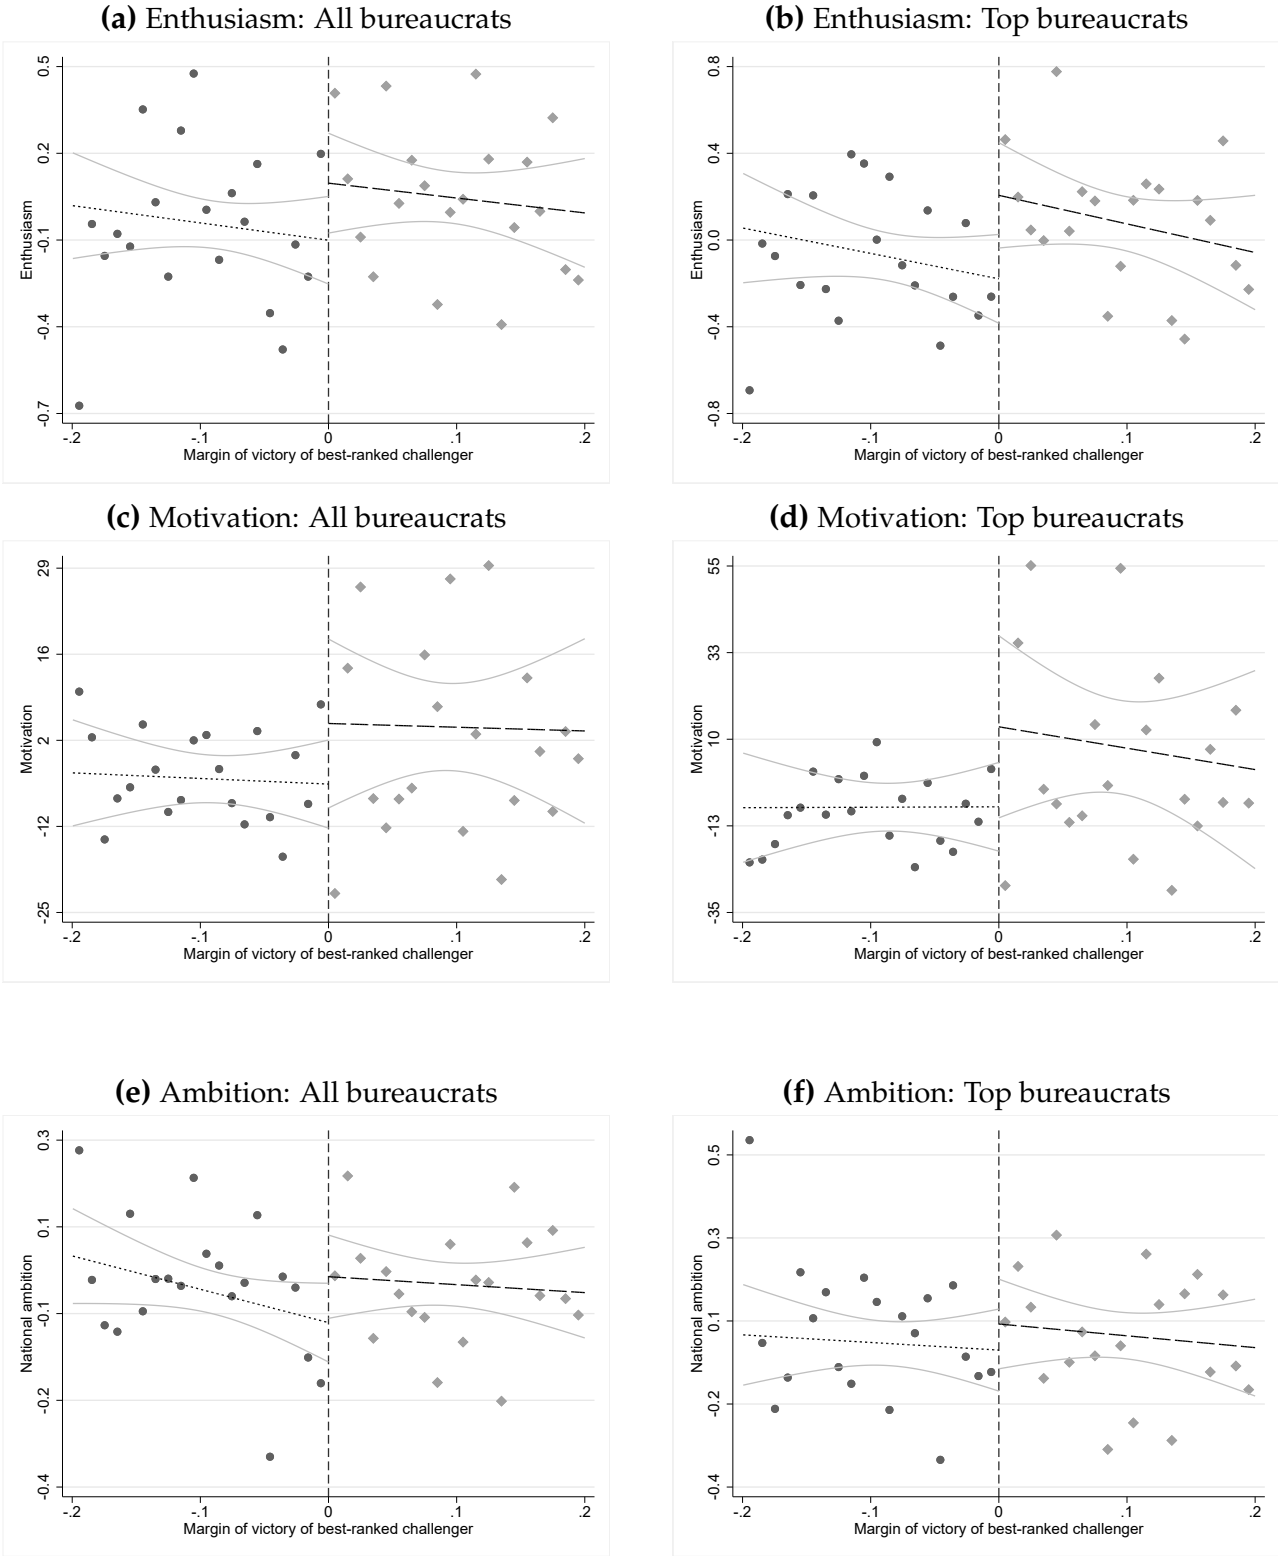 (a) Enthusiasm: All bureaucrats
0.5
0.2
-0.1
-0.4
-0.7
Enthusiasm
-.2 -.1 0 .1 .2
Margin of victory of best-ranked challenger
(b) Enthusiasm: Top bureaucrats
0.8
0.4
0.0
-0.4
-0.8
Enthusiasm
-.2 -.1 0 .1 .2
Margin of victory of best-ranked challenger
(c) Motivation: All bureaucrats
29
16
2
-12
-25
Motivation
-.2 -.1 0 .1 .2
Margin of victory of best-ranked challenger
(d) Motivation: Top bureaucrats
55
33
10
-13
-35
Motivation
-.2 -.1 0 .1 .2
Margin of victory of best-ranked challenger
(e) Ambition: All bureaucrats
0.3
0.1
-0.1
-0.2
-0.4
National ambition
-.2 -.1 0 .1 .2
Margin of victory of best-ranked challenger
(f) Ambition: Top bureaucrats
0.5
0.3
0.1
-0.2
-0.4
National ambition
-.2 -.1 0 .1 .2
Margin of victory of best-ranked challenger